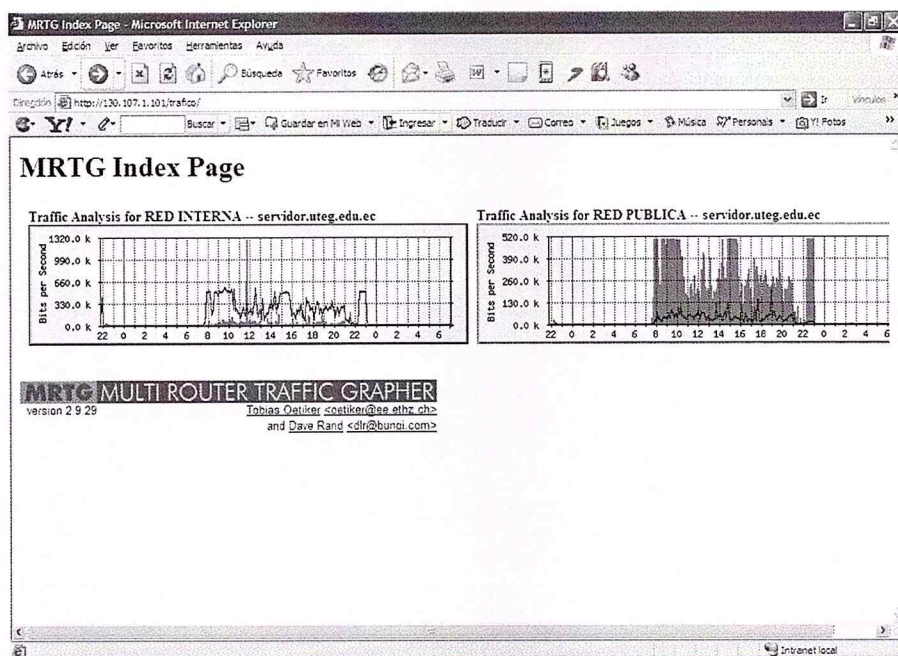 MRTG Index Page - Microsoft Internet Explorer
Archivo Edición Ver Favoritos Herramientas Ayuda
Atrás Búsqueda Favoritos
Dirección http://130.107.1.101/trafico/ Ir Vínculos »
Y! Buscar Guardar en Mi Web Ingresar Traducir Correo Juegos Música Personals Y! Fotos »
MRTG Index Page
Traffic Analysis for RED INTERNA -- servidor.uteg.edu.ec
Bits per Second
1320.0 k
990.0 k
660.0 k
330.0 k
0.0 k
22 0 2 4 6 8 10 12 14 16 18 20 22 0 2 4 6
Traffic Analysis for RED PUBLICA -- servidor.uteg.edu.ec
Bits per Second
520.0 k
390.0 k
260.0 k
130.0 k
0.0 k
22 0 2 4 6 8 10 12 14 16 18 20 22 0 2 4 6
MRTG MULTI ROUTER TRAFFIC GRAPHER
version 2.9.29
Tobias Oetiker <oetiker@ee.ethz.ch>
and Dave Rand <dlr@bungi.com>
Intranet local